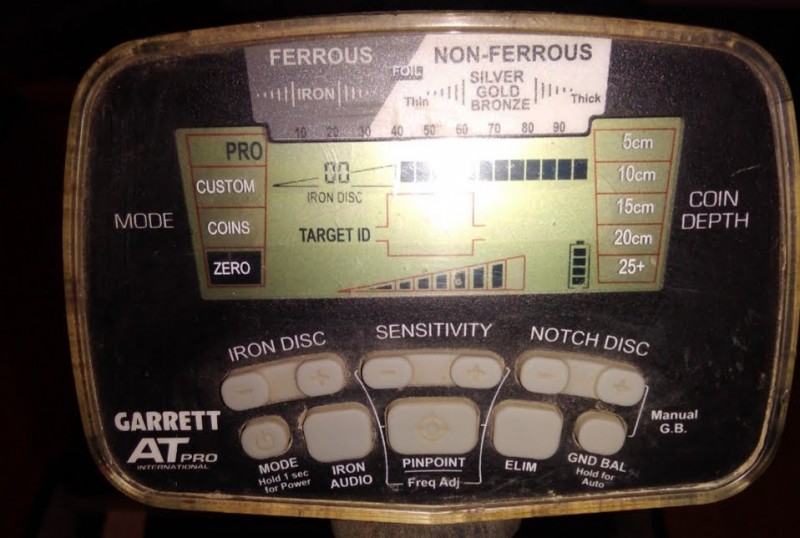 FERROUS
NON-FERROUS
FOIL
IRON
SILVER
GOLD
BRONZE
Thin
Thick
10 20 30 40 50 60 70 80 90
MODE
PRO
CUSTOM
COINS
ZERO
00
IRON DISC
TARGET ID
5cm
10cm
15cm
20cm
25+
COIN
DEPTH
IRON DISC
SENSITIVITY
NOTCH DISC
- +
- +
- +
Manual
G.B.
GARRETT
AT PRO
INTERNATIONAL
MODE
Hold 1 sec
for Power
IRON
AUDIO
PINPOINT
Freq Adj
ELIM
GND BAL
Hold for
Auto